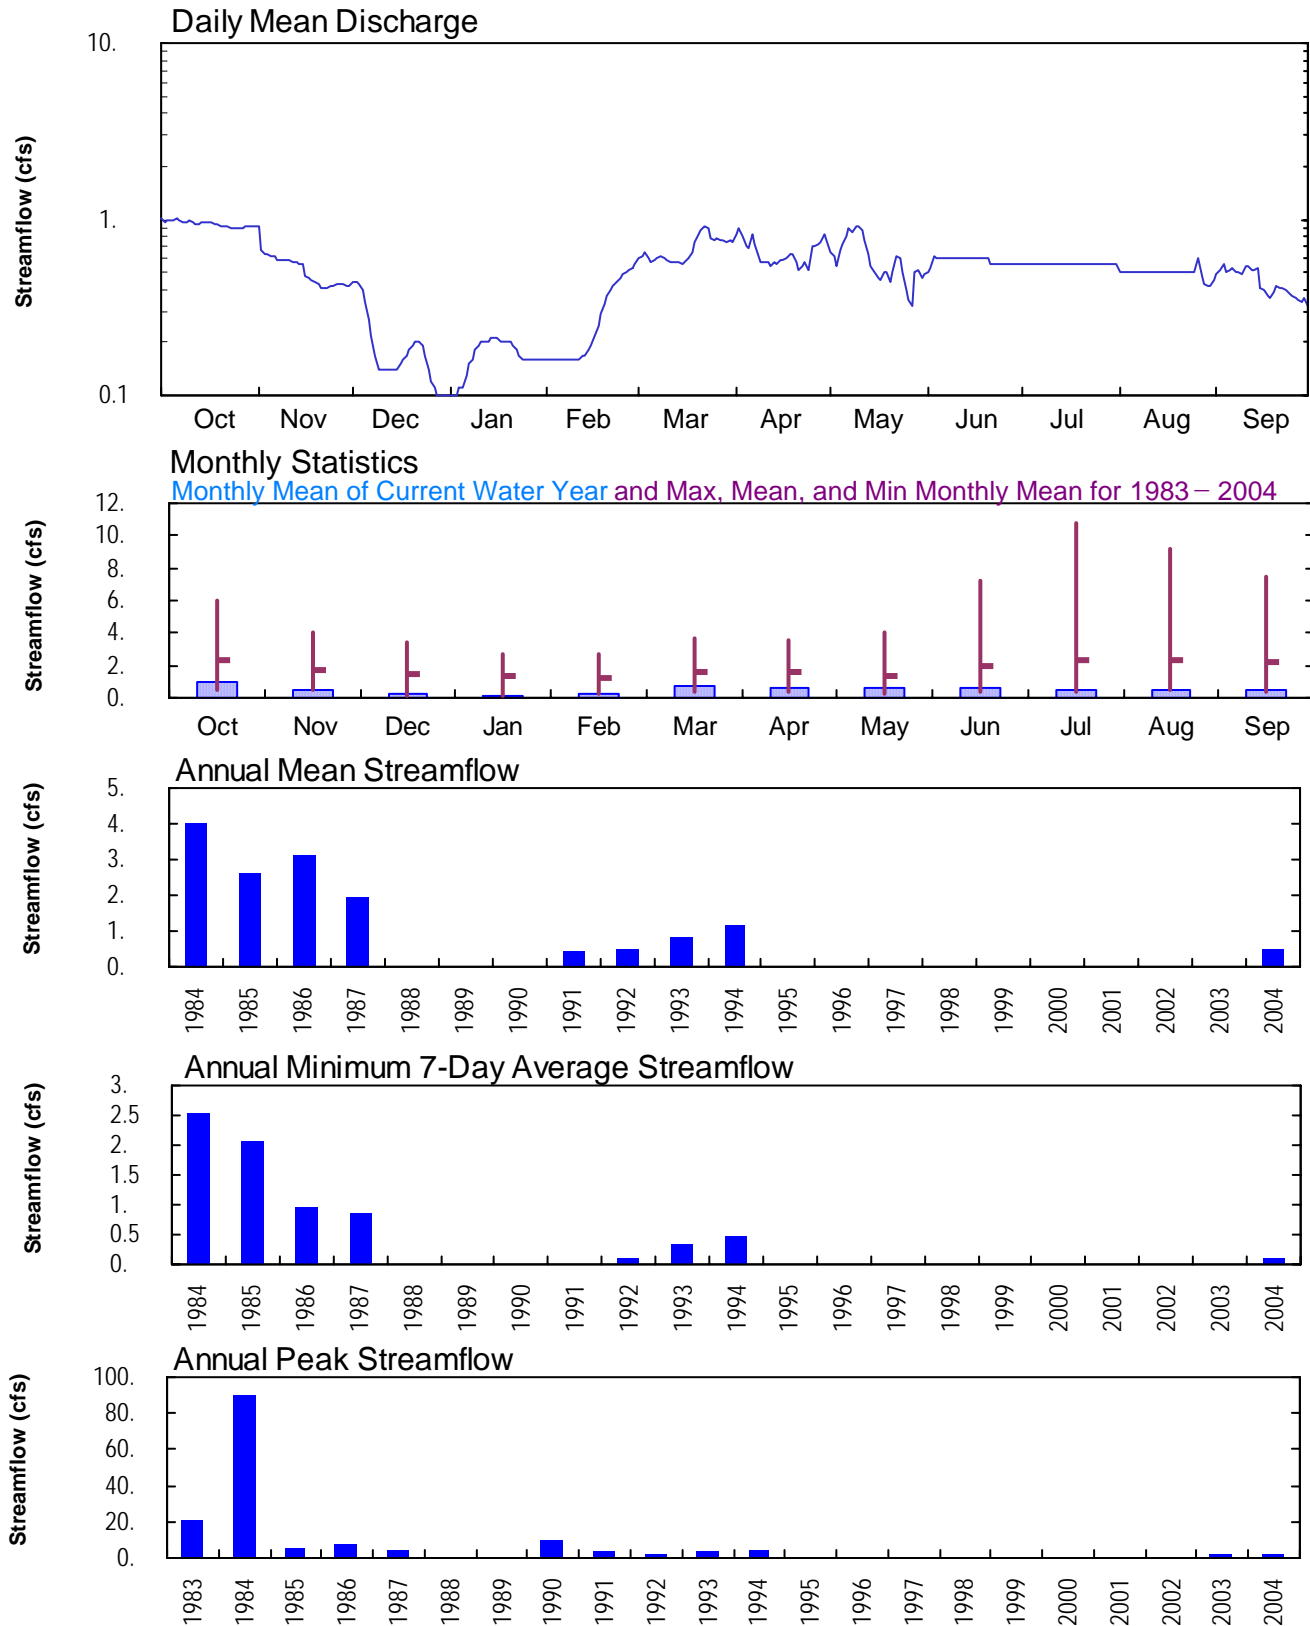 Daily Mean Discharge
Streamflow (cfs)
10.
1.
0.1
Oct Nov Dec Jan Feb Mar Apr May Jun Jul Aug Sep
Monthly Statistics
Monthly Mean of Current Water Year and Max, Mean, and Min Monthly Mean for 1983 – 2004
Streamflow (cfs)
12.
10.
8.
6.
4.
2.
0.
Oct Nov Dec Jan Feb Mar Apr May Jun Jul Aug Sep
Annual Mean Streamflow
Streamflow (cfs)
5.
4.
3.
2.
1.
0.
1984 1985 1986 1987 1988 1989 1990 1991 1992 1993 1994 1995 1996 1997 1998 1999 2000 2001 2002 2003 2004
Annual Minimum 7-Day Average Streamflow
Streamflow (cfs)
3.
2.5
2.
1.5
1.
0.5
0.
1984 1985 1986 1987 1988 1989 1990 1991 1992 1993 1994 1995 1996 1997 1998 1999 2000 2001 2002 2003 2004
Annual Peak Streamflow
Streamflow (cfs)
100.
80.
60.
40.
20.
0.
1983 1984 1985 1986 1987 1988 1989 1990 1991 1992 1993 1994 1995 1996 1997 1998 1999 2000 2001 2002 2003 2004